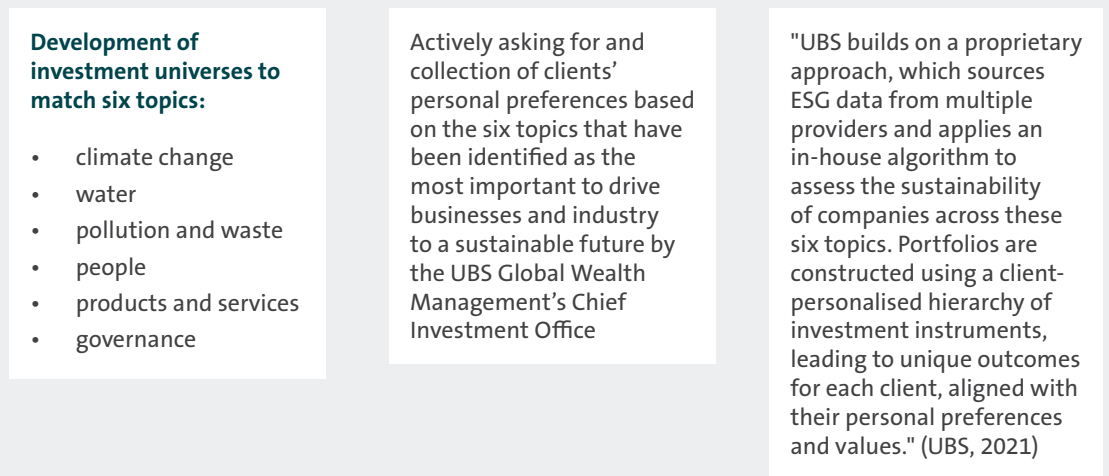 Development of
investment universes to
match six topics:
• climate change
• water
• pollution and waste
• people
• products and services
• governance
Actively asking for and
collection of clients’
personal preferences based
on the six topics that have
been identified as the
most important to drive
businesses and industry
to a sustainable future by
the UBS Global Wealth
Management’s Chief
Investment Office
"UBS builds on a proprietary
approach, which sources
ESG data from multiple
providers and applies an
in-house algorithm to
assess the sustainability
of companies across these
six topics. Portfolios are
constructed using a client-
personalised hierarchy of
investment instruments,
leading to unique outcomes
for each client, aligned with
their personal preferences
and values." (UBS, 2021)